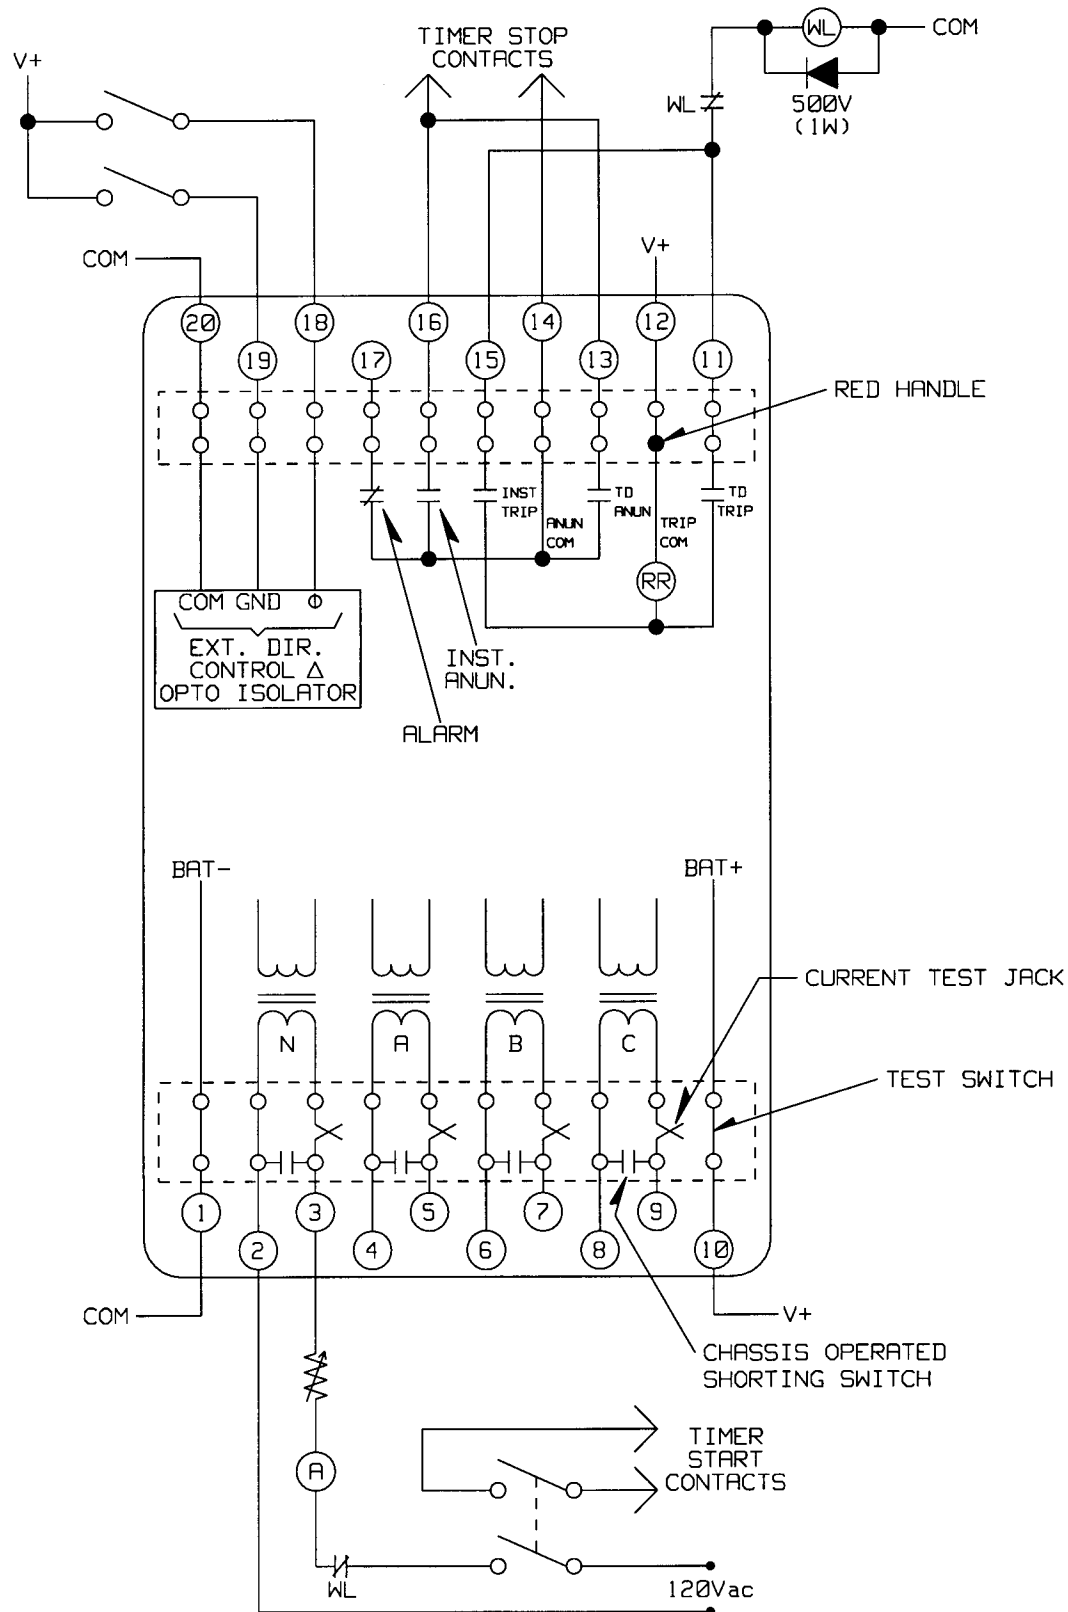 TIMER STOP
CONTACTS
WL
COM
V+
500V
(1W)
WL
COM
V+
20
18
16
14
12
19
17
15
13
11
RED HANDLE
INST
TRIP
ANUN
COM
TD
ANUN
TRIP
COM
TD
TRIP
RR
COM GND Φ
EXT. DIR.
CONTROL Δ
OPTO ISOLATOR
INST.
ANUN.
ALARM
BAT-
BAT+
CURRENT TEST JACK
N
A
B
C
TEST SWITCH
1
3
5
7
9
2
4
6
8
10
COM
V+
CHASSIS OPERATED
SHORTING SWITCH
TIMER
START
CONTACTS
A
WL
120Vac